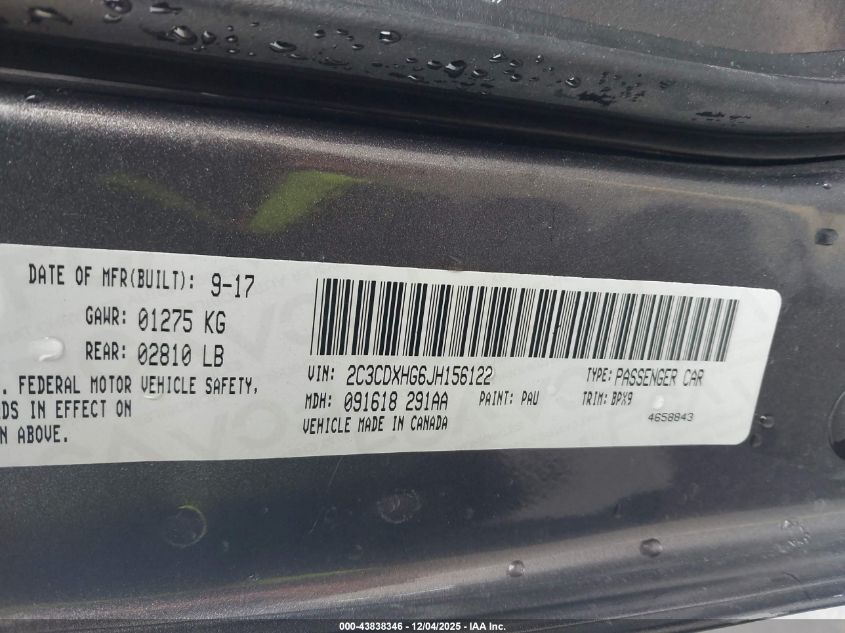 DATE OF MFR(BUILT): 9-17
GAWR: 01275 KG
REAR: 02810 LB
. FEDERAL MOTOR VEHICLE SAFETY,
DS IN EFFECT ON
N ABOVE.
VIN: 2C3CDXHG6JH156122 TYPE: PASSENGER CAR
MDH: 091618 291AA PAINT: PAU TRIM: BPX9
VEHICLE MADE IN CANADA 4658843
000-43838346 - 12/04/2025 - IAA Inc.